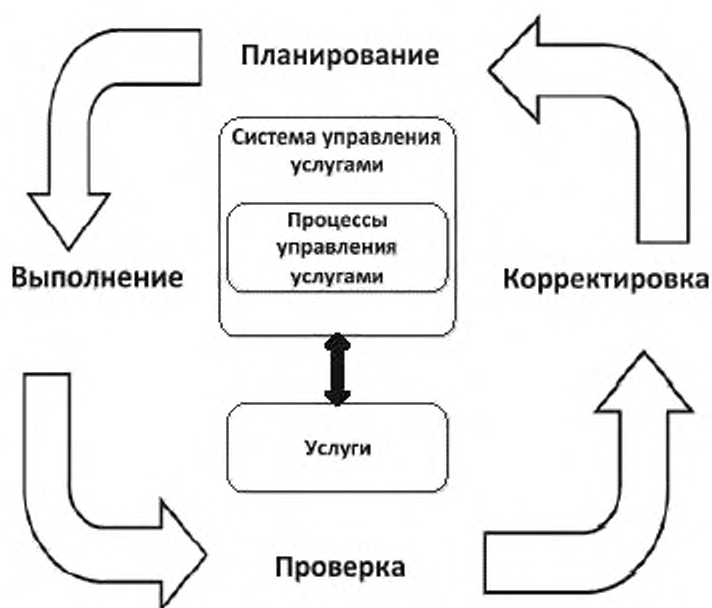 Планирование
Система управления
услугами
Процессы
управления
услугами
Выполнение
Корректировка
Услуги
Проверка